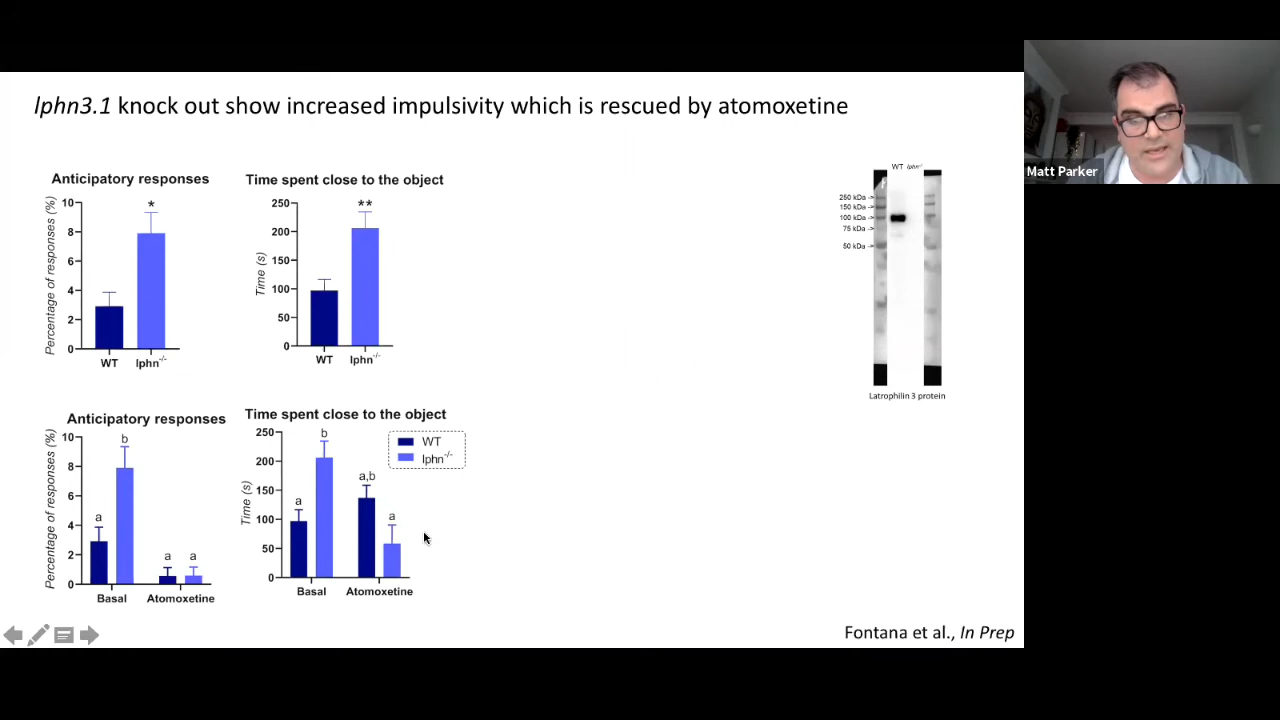 lphn3.1 knock out show increased impulsivity which is rescued by atomoxetine
Matt Parker
Anticipatory responses
Percentage of responses (%)
10
8
6
4
2
0
*
WT
lphn-/-
Time spent close to the object
Time (s)
250
200
150
100
50
0
**
WT
lphn-/-
WT lphn-/-
250 kDa ->
150 kDa ->
100 kDa ->
75 kDa ->
50 kDa ->
Latrophilin 3 protein
Anticipatory responses
Percentage of responses (%)
10
8
6
4
2
0
a
b
a
a
Basal
Atomoxetine
Time spent close to the object
Time (s)
250
200
150
100
50
0
a
b
a,b
a
Basal
Atomoxetine
WT
lphn-/-
Fontana et al., In Prep